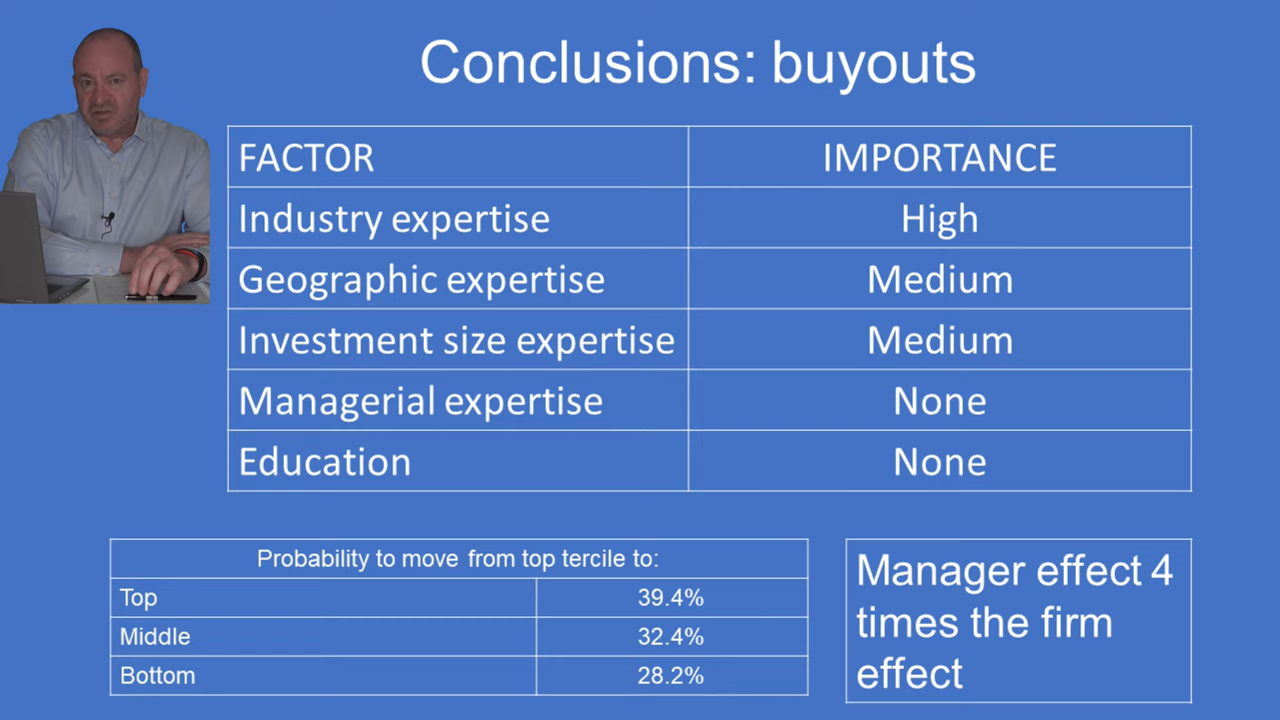 Conclusions: buyouts
FACTOR IMPORTANCE
Industry expertise High
Geographic expertise Medium
Investment size expertise Medium
Managerial expertise None
Education None
Probability to move from top tercile to:
Top 39.4%
Middle 32.4%
Bottom 28.2%
Manager effect 4
times the firm
effect